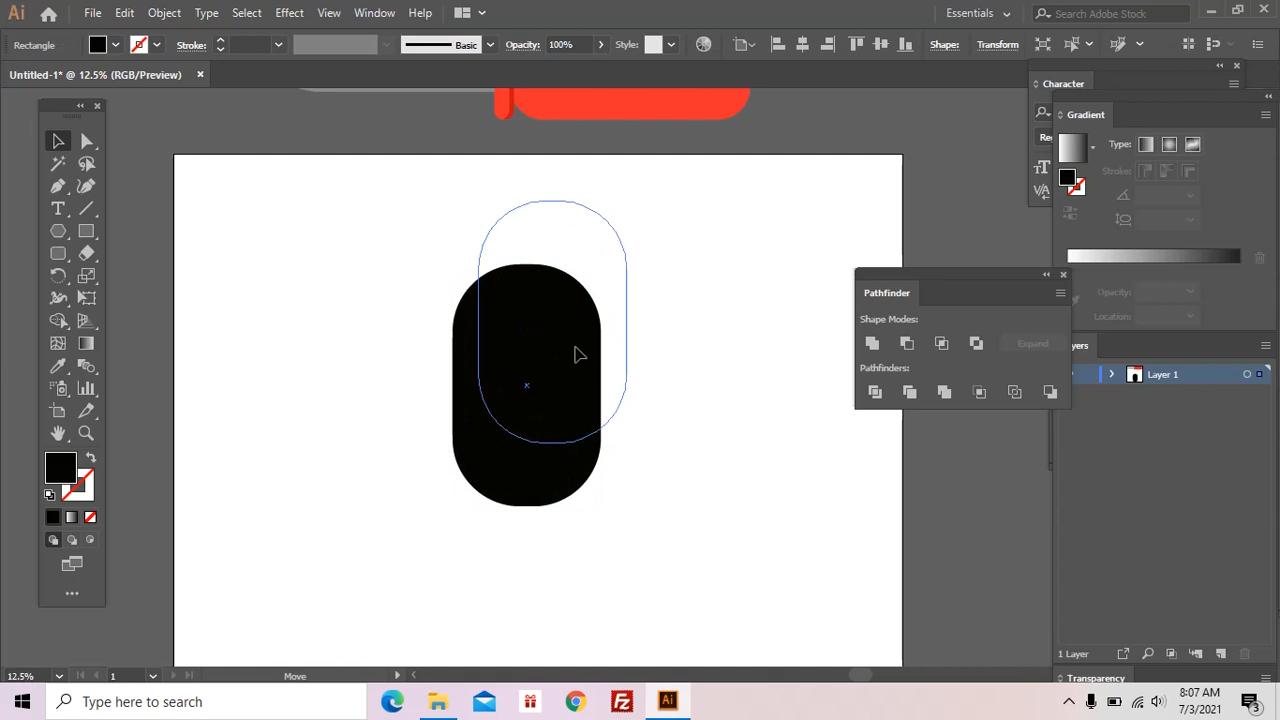 Ai File Edit Object Type Select Effect View Window Help Essentials Search Adobe Stock
Rectangle Stroke: Basic Opacity: 100% Style: Shape: Transform
Untitled-1* @ 12.5% (RGB/Preview) ×
Character
Gradient
Type:
Stroke:
Opacity:
Location:
Pathfinder
Shape Modes:
Expand
Pathfinders:
Layer 1
1 Layer
Transparency
12.5% 1 Move
Type here to search
8:07 AM
7/3/2021
3